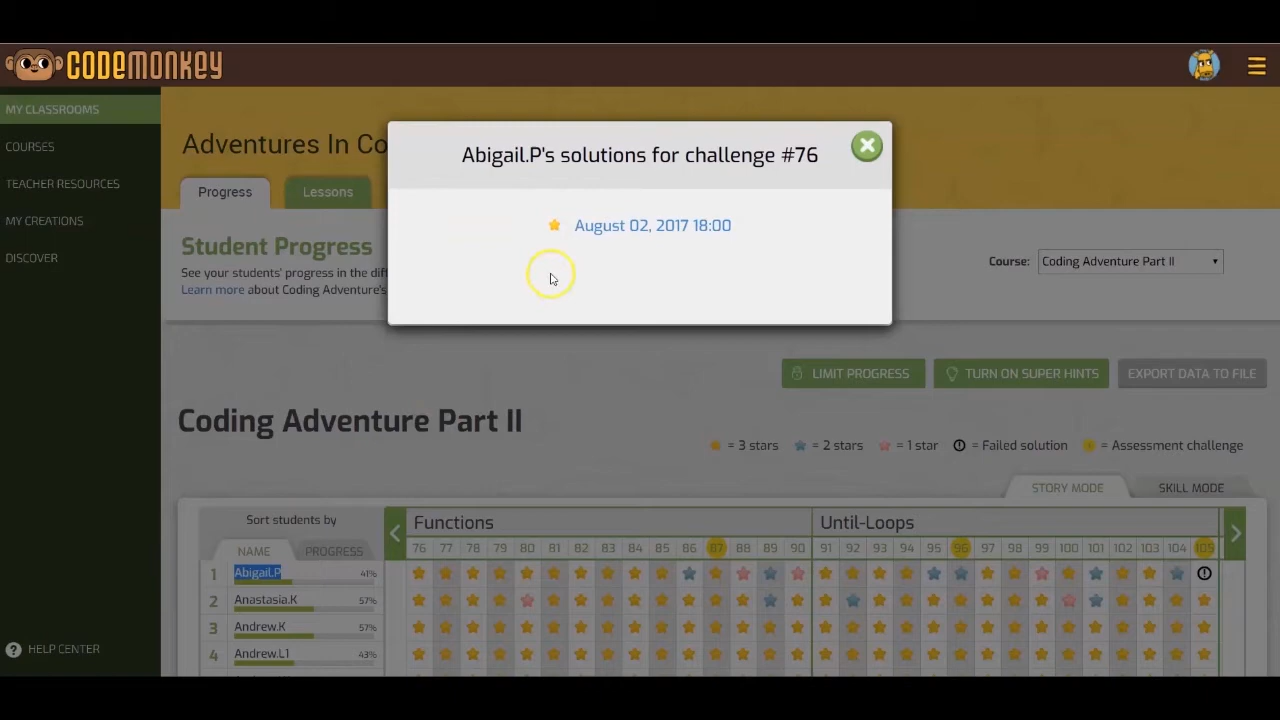 CODEMONKEY
MY CLASSROOMS
COURSES
TEACHER RESOURCES
MY CREATIONS
DISCOVER
HELP CENTER
Adventures In Co
Progress
Lessons
Student Progress
See your students' progress in the dif
Learn more about Coding Adventure's
Course:
Coding Adventure Part II
Abigail.P's solutions for challenge #76
August 02, 2017 18:00
LIMIT PROGRESS
TURN ON SUPER HINTS
EXPORT DATA TO FILE
Coding Adventure Part II
= 3 stars = 2 stars = 1 star = Failed solution = Assessment challenge
STORY MODE
SKILL MODE
Sort students by
NAME
PROGRESS
Functions
Until-Loops
76 77 78 79 80 81 82 83 84 85 86 87 88 89 90 91 92 93 94 95 96 97 98 99 100 101 102 103 104 105
1 Abigail.P 41%
2 Anastasia.K 57%
3 Andrew.K 57%
4 Andrew.L1 43%